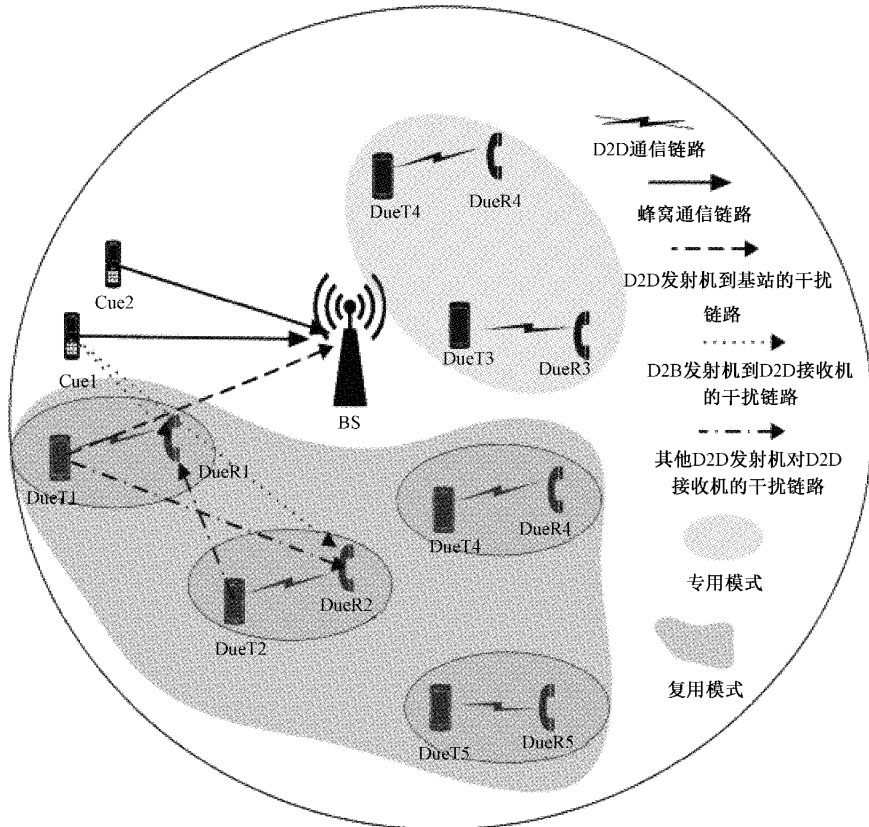 DueT4
DueR4
DueT3
DueR3
Cue2
Cue1
BS
DueT1
DueR1
DueT2
DueR2
DueT4
DueR4
DueT5
DueR5
D2D通信链路
蜂窝通信链路
D2D发射机到基站的干扰
链路
D2B发射机到D2D接收机
的干扰链路
其他D2D发射机对D2D
接收机的干扰链路
专用模式
复用模式